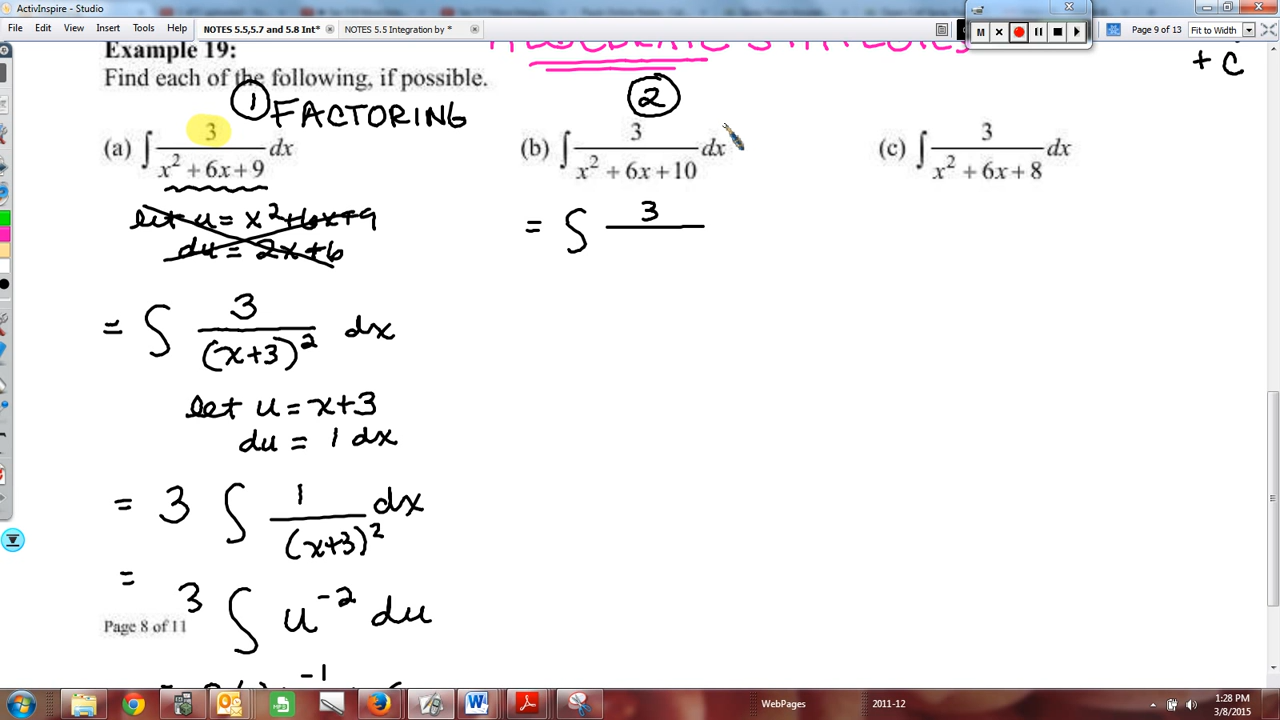 ActivInspire - Studio
File Edit View Insert Tools Help NOTES 5.5,5.7 and 5.8 Int* NOTES 5.5 Integration by * Page 9 of 13 Fit to Width
M
Example 19:
+ C
Find each of the following, if possible.
① FACTORING
②
(a) ∫ 3/(x² + 6x + 9) dx
(b) ∫ 3/(x² + 6x + 10) dx
(c) ∫ 3/(x² + 6x + 8) dx
let u = x² + 6x + 9
du = 2x + 6
= ∫ 3
= ∫ 3/(x+3)² dx
let u = x+3
du = 1 dx
= 3 ∫ 1/(x+3)² dx
= 3 ∫ u⁻² du
Page 8 of 11
WebPages 2011-12 1:28 PM
3/8/2015